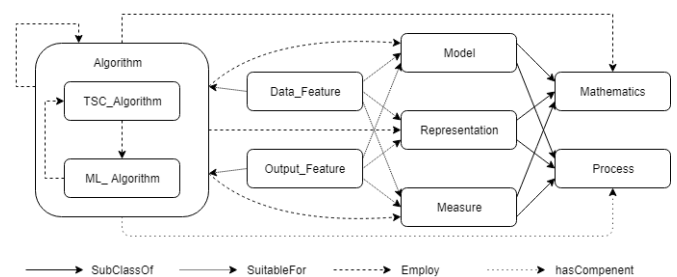 Algorithm
TSC_Algorithm
ML_ Algorithm
Data_Feature
Output_Feature
Model
Representation
Measure
Mathematics
Process
SubClassOf
SuitableFor
Employ
hasCompenent